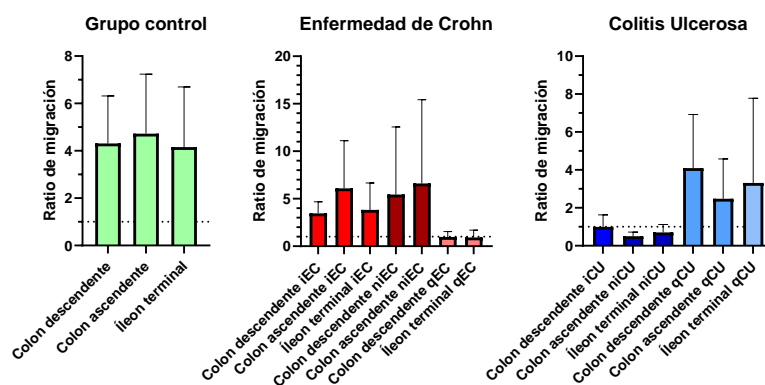 Grupo control
Ratio de migración
8
6
4
2
0
Colon descendente
Colon ascendente
Íleon terminal
Enfermedad de Crohn
Ratio de migración
20
15
10
5
0
Colon descendente iEC
Colon ascendente iEC
Íleon terminal iEC
Colon descendente niEC
Colon ascendente niEC
Colon descendente qEC
Íleon terminal qEC
Colitis Ulcerosa
Ratio de migración
10
8
6
4
2
0
Colon descendente iCU
Colon ascendente niCU
Íleon terminal niCU
Colon descendente qCU
Colon ascendente qCU
Íleon terminal qCU